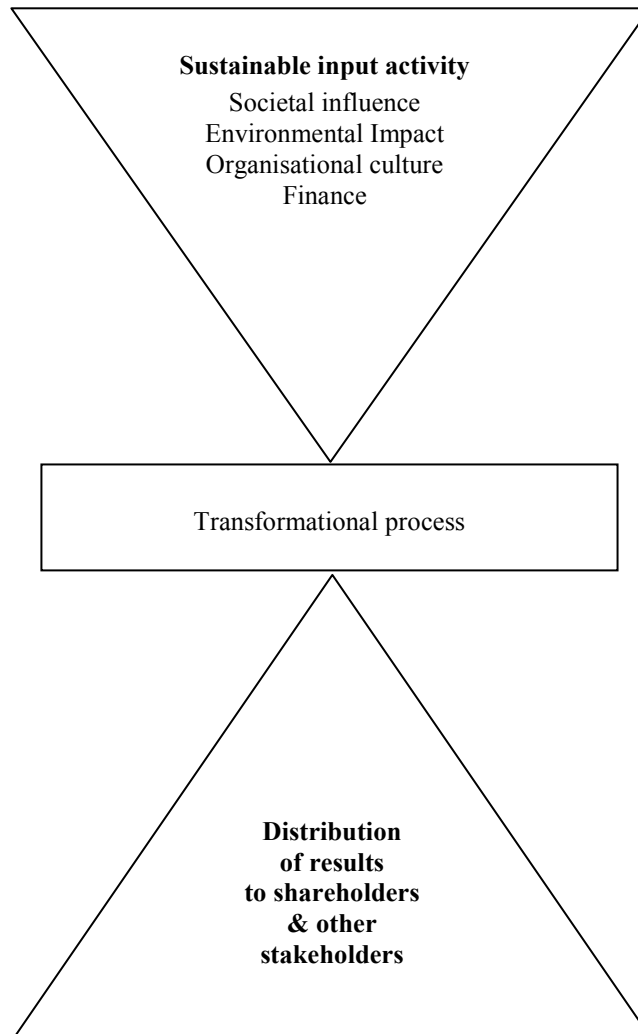 Sustainable input activity
Societal influence
Environmental Impact
Organisational culture
Finance
Transformational process
Distribution
of results
to shareholders
& other
stakeholders